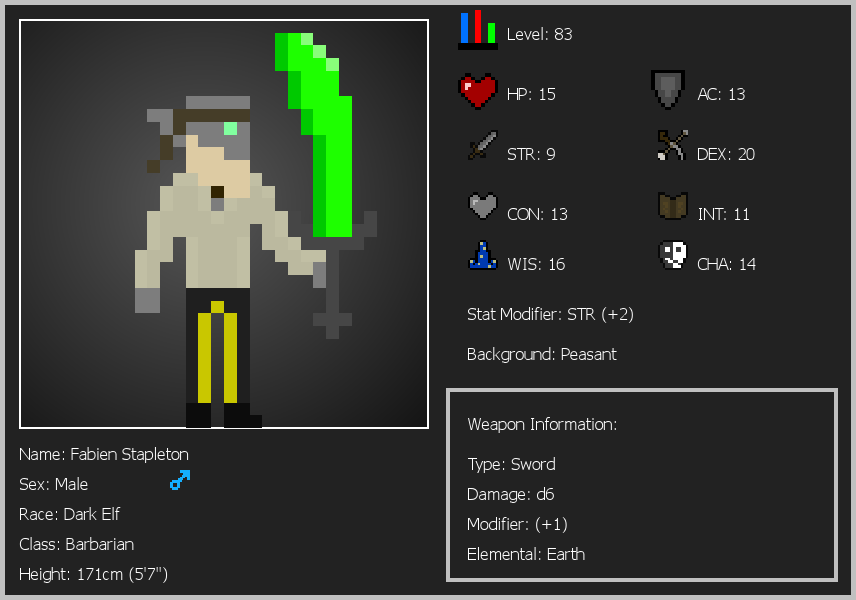 Level: 83
HP: 15
AC: 13
STR: 9
DEX: 20
CON: 13
INT: 11
WIS: 16
CHA: 14
Stat Modifier: STR (+2)
Background: Peasant
Weapon Information:
Type: Sword
Damage: d6
Modifier: (+1)
Elemental: Earth
Name: Fabien Stapleton
Sex: Male
Race: Dark Elf
Class: Barbarian
Height: 171cm (5'7")